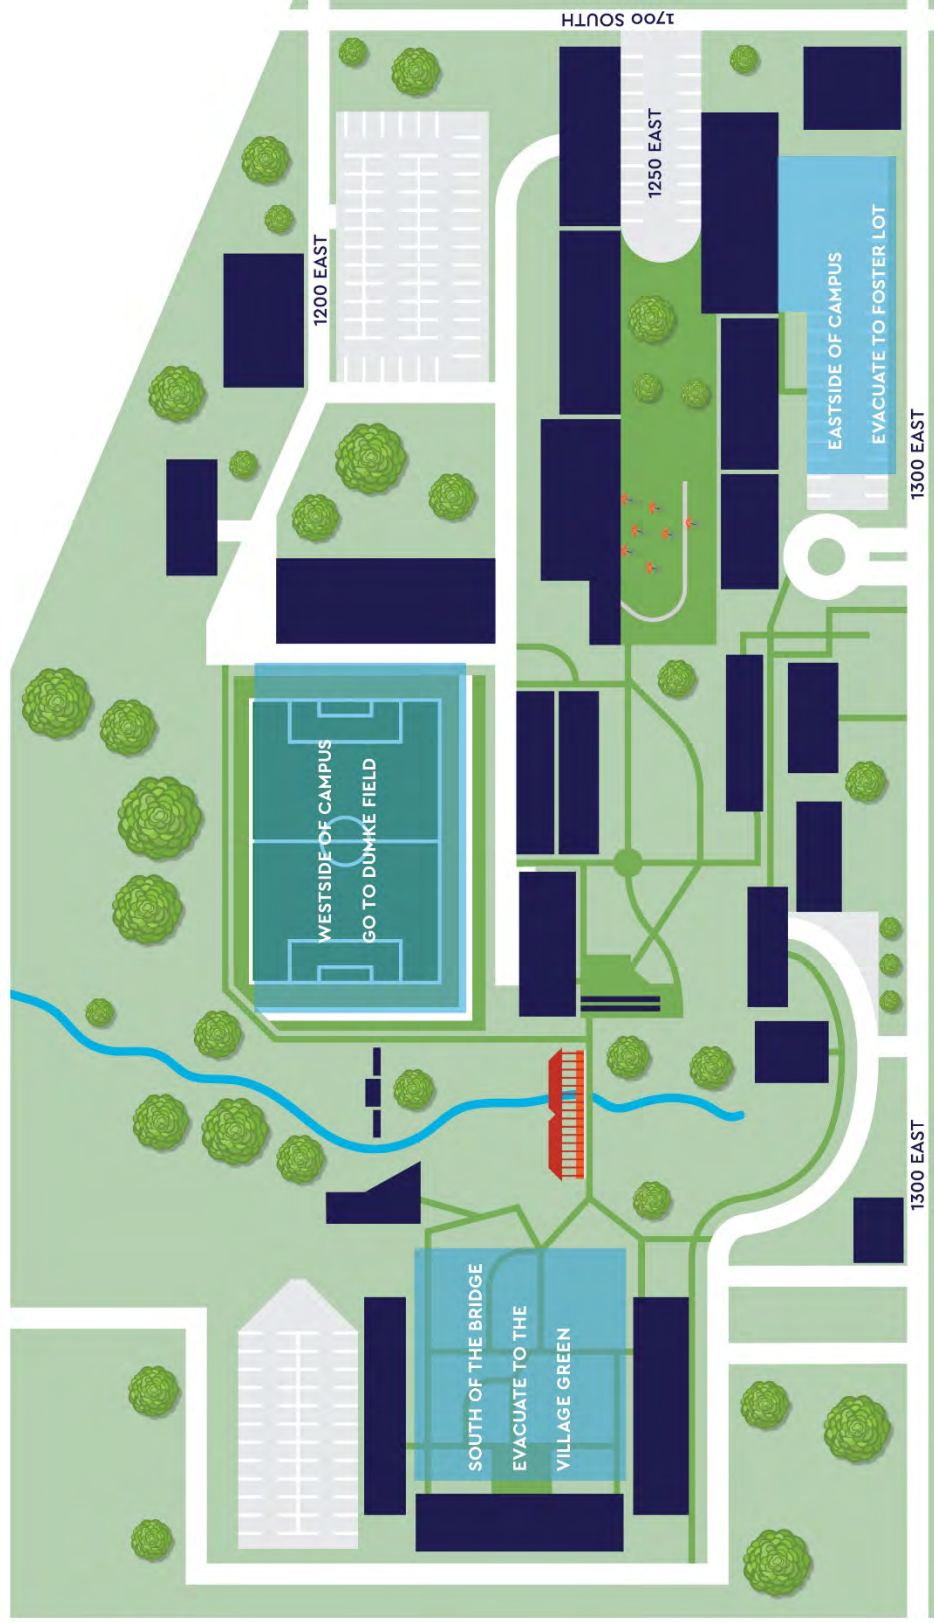 1700 SOUTH
1250 EAST
1200 EAST
EASTSIDE OF CAMPUS
EVACUATE TO FOSTER LOT
1300 EAST
WESTSIDE OF CAMPUS
GO TO DUMKE FIELD
1300 EAST
SOUTH OF THE BRIDGE
EVACUATE TO THE
VILLAGE GREEN